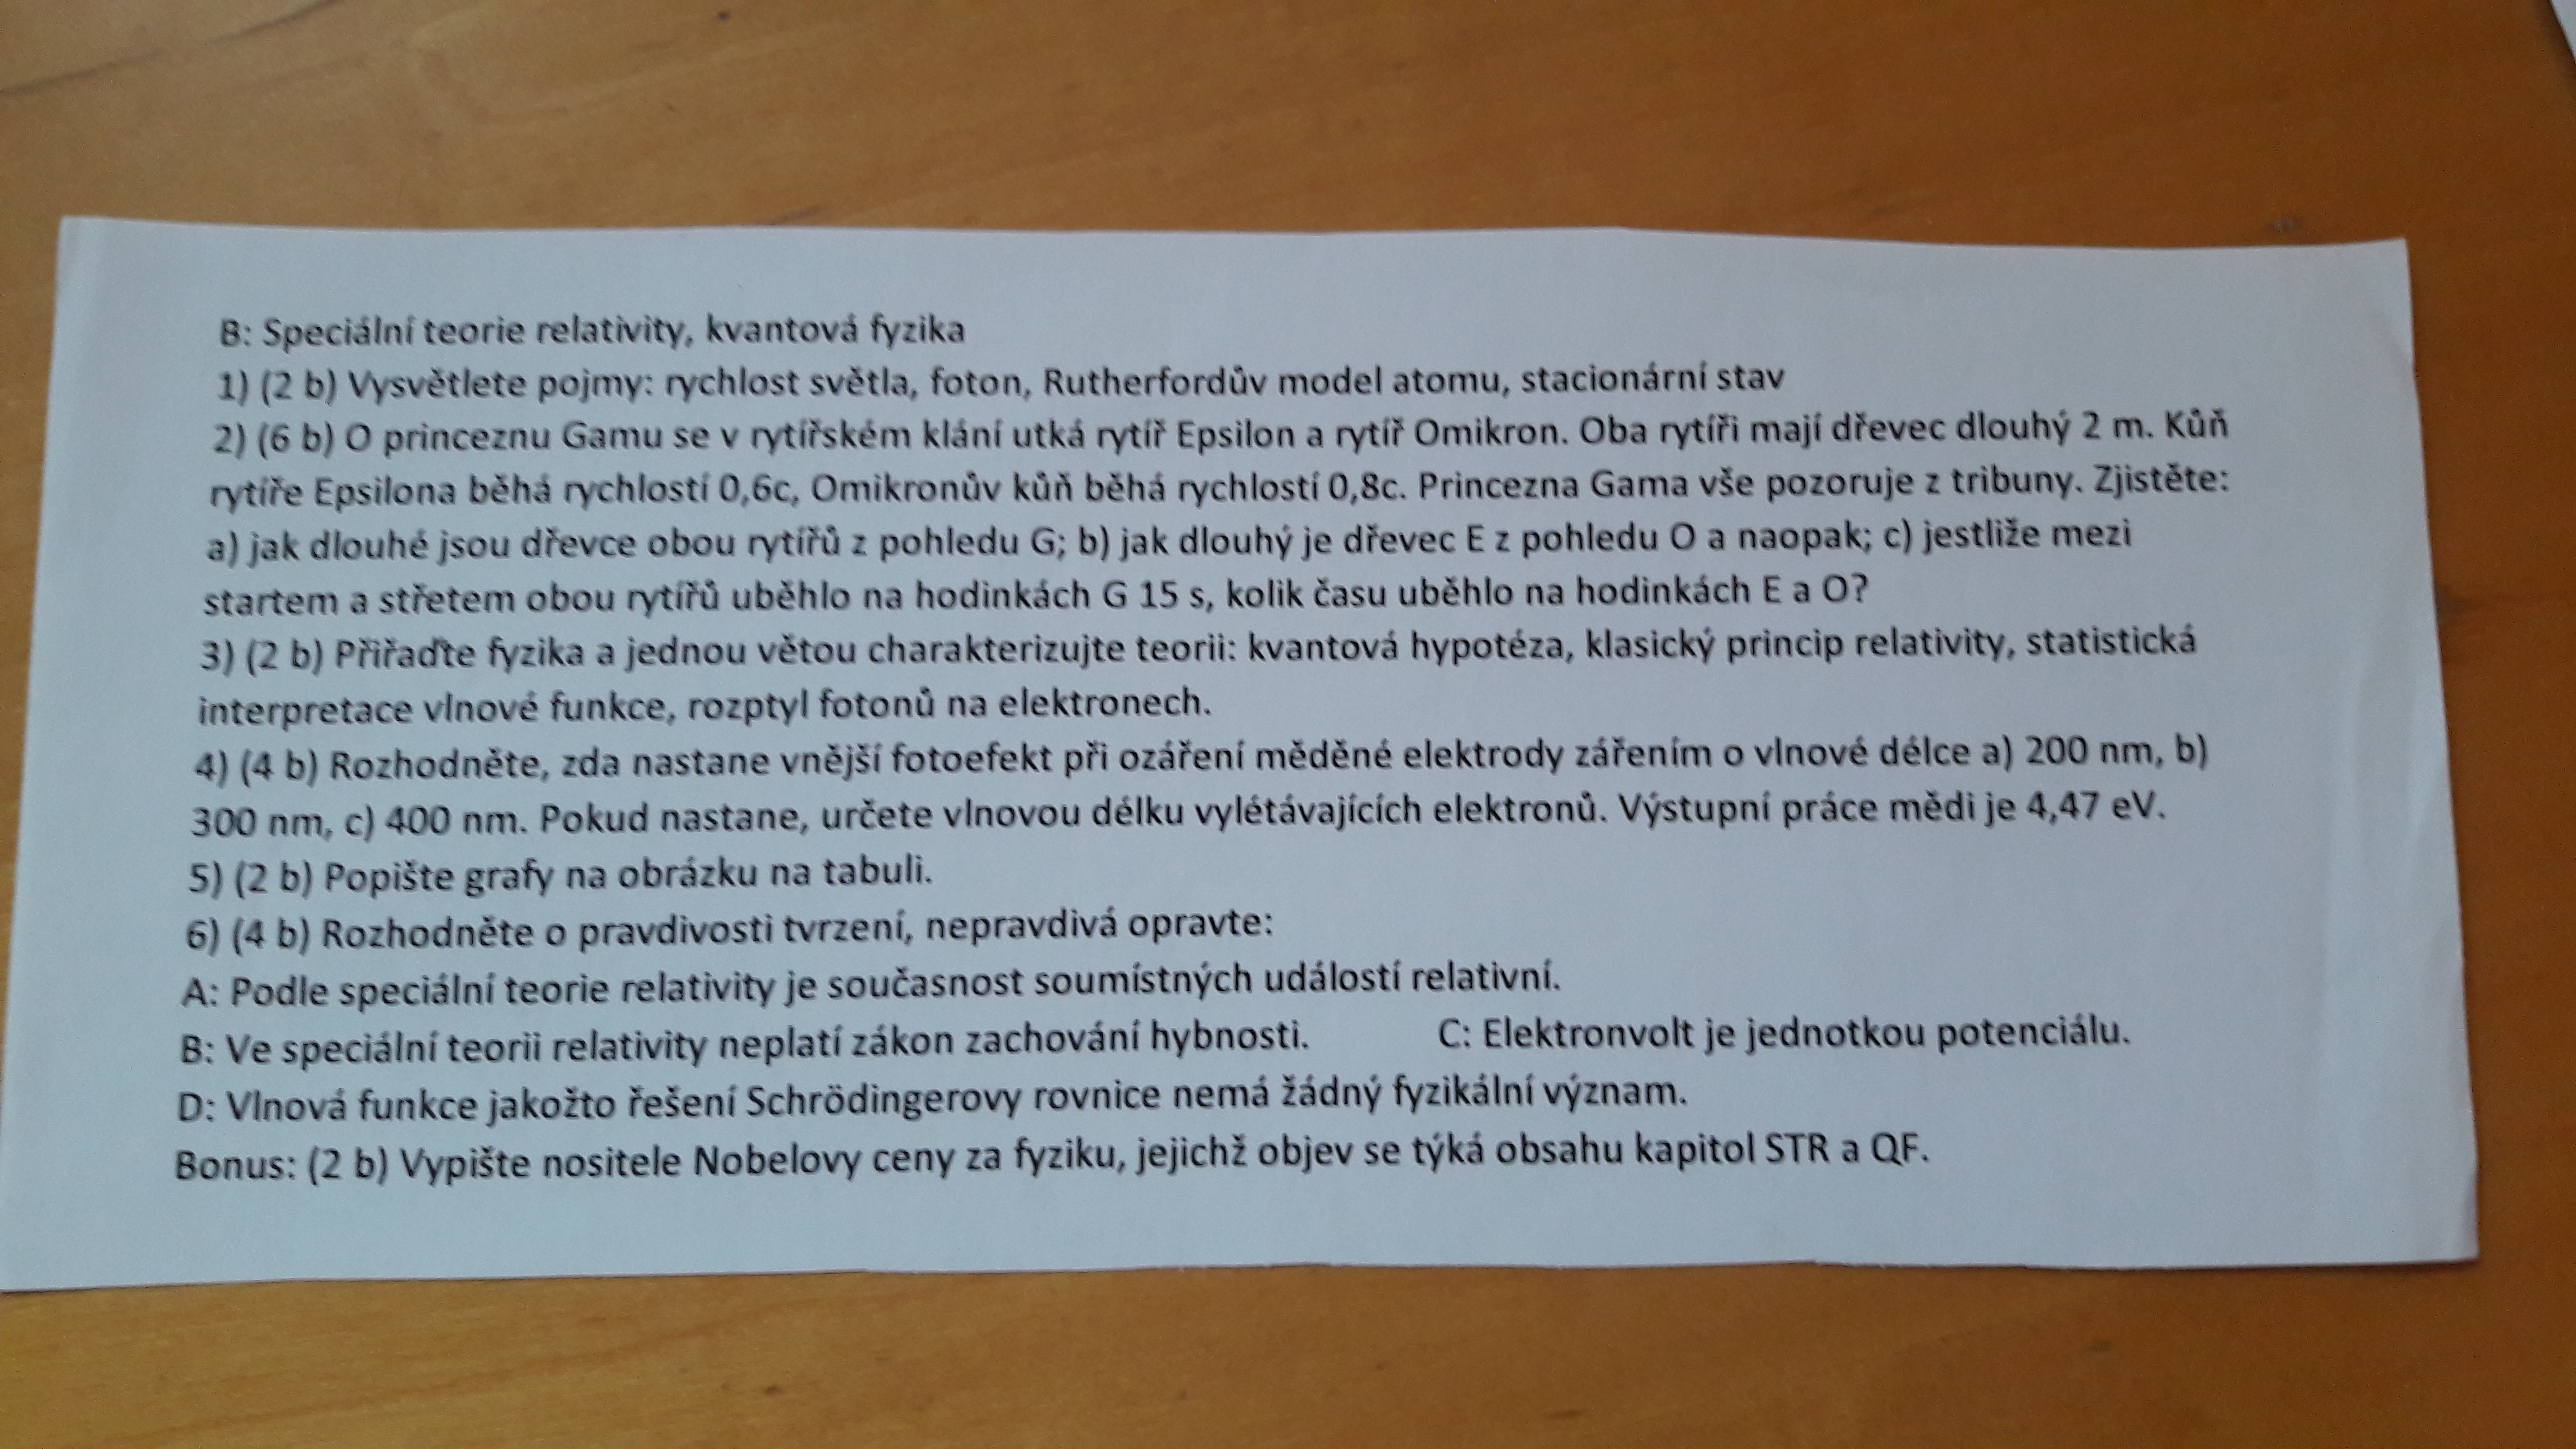 B: Speciální teorie relativity, kvantová fyzika
1) (2 b) Vysvětlete pojmy: rychlost světla, foton, Rutherfordův model atomu, stacionární stav
2) (6 b) O princeznu Gamu se v rytířském klání utká rytíř Epsilon a rytíř Omikron. Oba rytíři mají dřevec dlouhý 2 m. Kůň
rytíře Epsilona běhá rychlostí 0,6c, Omikronův kůň běhá rychlostí 0,8c. Princezna Gama vše pozoruje z tribuny. Zjistěte:
a) jak dlouhé jsou dřevce obou rytířů z pohledu G; b) jak dlouhý je dřevec E z pohledu O a naopak; c) jestliže mezi
startem a střetem obou rytířů uběhlo na hodinkách G 15 s, kolik času uběhlo na hodinkách E a O?
3) (2 b) Přiřaďte fyzika a jednou větou charakterizujte teorii: kvantová hypotéza, klasický princip relativity, statistická
interpretace vlnové funkce, rozptyl fotonů na elektronech.
4) (4 b) Rozhodněte, zda nastane vnější fotoefekt při ozáření měděné elektrody zářením o vlnové délce a) 200 nm, b)
300 nm, c) 400 nm. Pokud nastane, určete vlnovou délku vylétávajících elektronů. Výstupní práce mědi je 4,47 eV.
5) (2 b) Popište grafy na obrázku na tabuli.
6) (4 b) Rozhodněte o pravdivosti tvrzení, nepravdivá opravte:
A: Podle speciální teorie relativity je současnost soumístných událostí relativní.
B: Ve speciální teorii relativity neplatí zákon zachování hybnosti. C: Elektronvolt je jednotkou potenciálu.
D: Vlnová funkce jakožto řešení Schrödingerovy rovnice nemá žádný fyzikální význam.
Bonus: (2 b) Vypište nositele Nobelovy ceny za fyziku, jejichž objev se týká obsahu kapitol STR a QF.